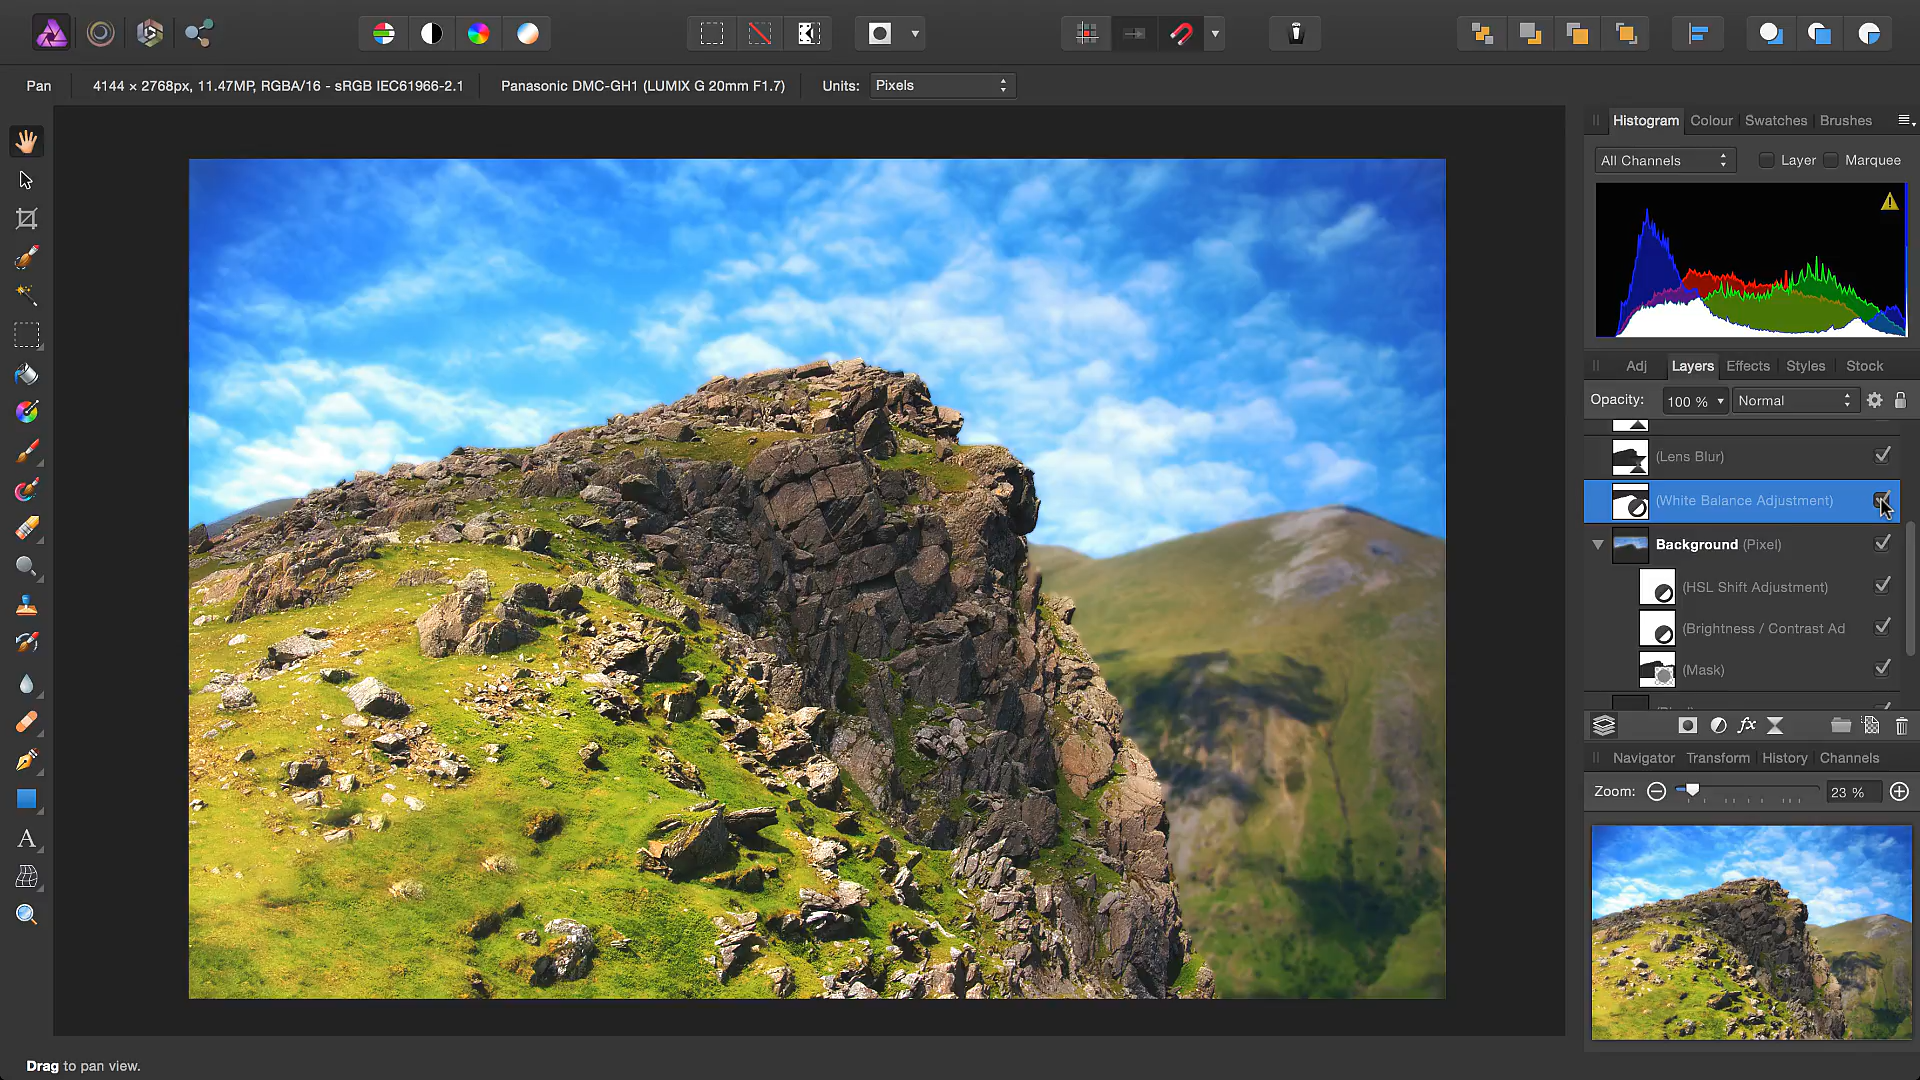 Pan
4144 × 2768px, 11.47MP, RGBA/16 - sRGB IEC61966-2.1
Panasonic DMC-GH1 (LUMIX G 20mm F1.7)
Units: Pixels
Histogram Colour Swatches Brushes
All Channels Layer Marquee
Adj Layers Effects Styles Stock
Opacity: 100 % Normal
(Lens Blur)
(White Balance Adjustment)
Background (Pixel)
(HSL Shift Adjustment)
(Brightness / Contrast Ad
(Mask)
Navigator Transform History Channels
Zoom: 23 %
Drag to pan view.